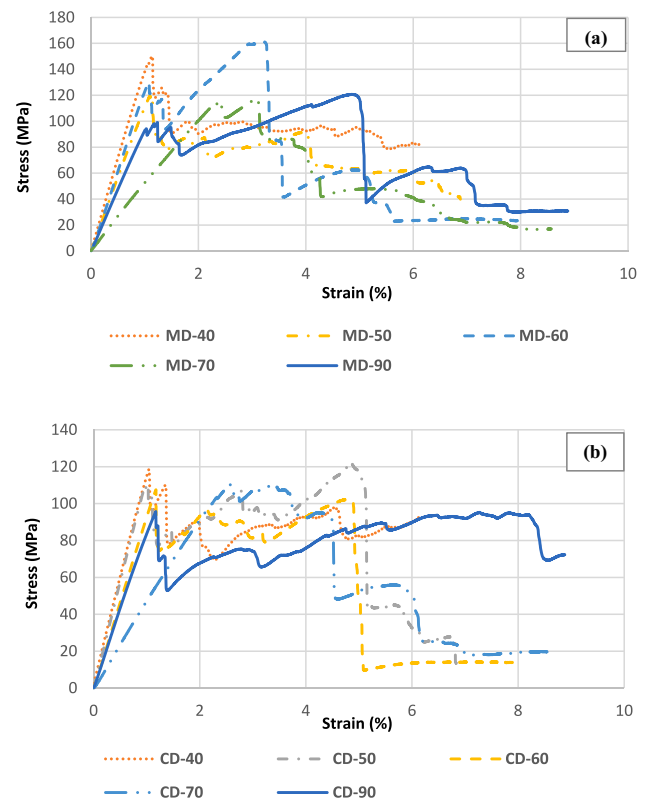 (a)
Stress (MPa)
180
160
140
120
100
80
60
40
20
0
0 2 4 6 8 10
Strain (%)
MD-40 MD-50 MD-60
MD-70 MD-90
(b)
Stress (MPa)
140
120
100
80
60
40
20
0
0 2 4 6 8 10
Strain (%)
CD-40 CD-50 CD-60
CD-70 CD-90